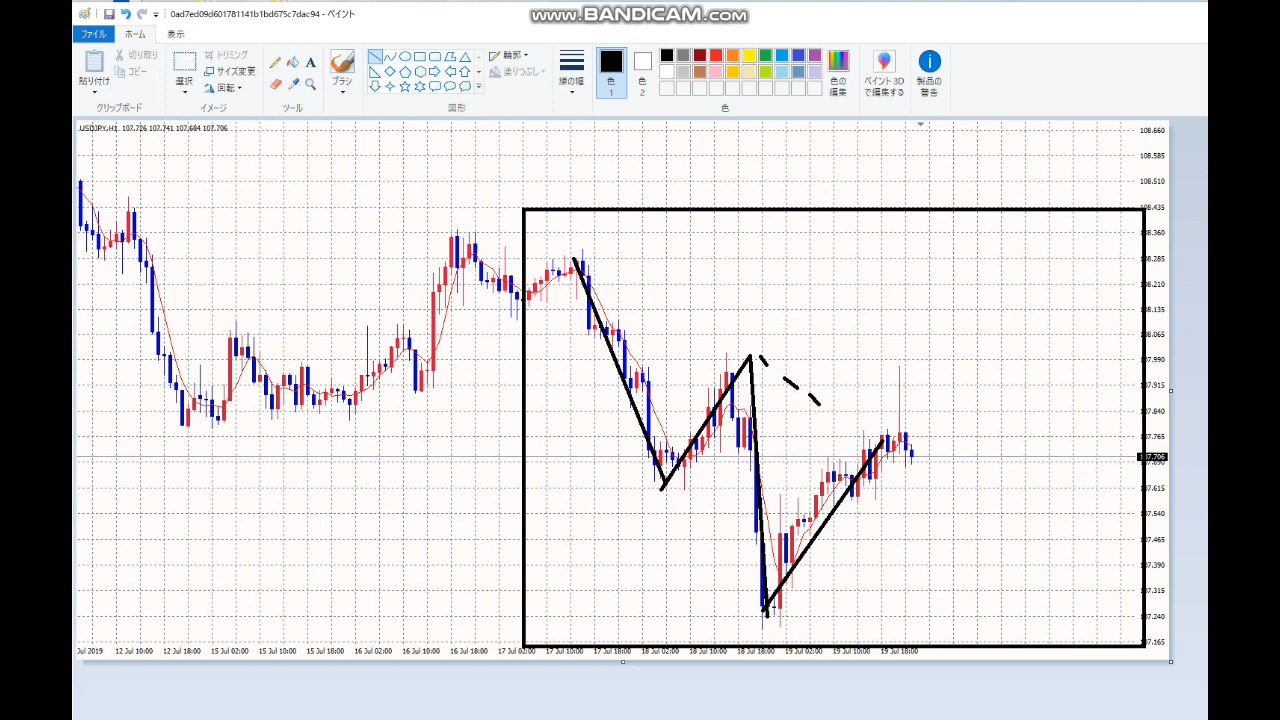 0ad7ed09d601781141b1bd675c7dac94 - ペイント
www.BANDICAM.com
ファイル ホーム 表示
貼り付け
切り取り
コピー
クリップボード
選択
トリミング
サイズ変更
回転
イメージ
A
ツール
ブラシ
輪郭
塗りつぶし
図形
線の幅
色
1
色
2
色の
編集
色
ペイント 3D
で編集する
製品の
警告
USDJPY,H1 107.726 107.741 107.684 107.706
108.660
108.585
108.510
108.435
108.360
108.285
108.210
108.135
108.065
107.990
107.915
107.840
107.765
107.706
107.690
107.615
107.540
107.465
107.390
107.315
107.240
107.165
Jul 2019 12 Jul 10:00 12 Jul 18:00 15 Jul 02:00 15 Jul 10:00 15 Jul 18:00 16 Jul 02:00 16 Jul 10:00 16 Jul 18:00 17 Jul 02:00 17 Jul 10:00 17 Jul 18:00 18 Jul 02:00 18 Jul 10:00 18 Jul 18:00 19 Jul 02:00 19 Jul 10:00 19 Jul 18:00